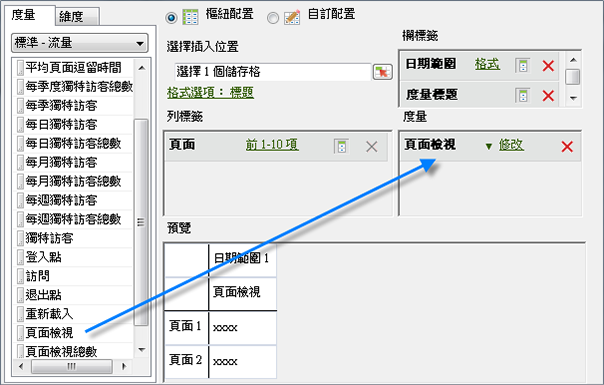 度量
維度
標準 - 流量
平均頁面逗留時間
每季度獨特訪客總數
每季獨特訪客
每日獨特訪客
每日獨特訪客總數
每月獨特訪客
每月獨特訪客總數
每週獨特訪客
每週獨特訪客總數
獨特訪客
登入點
訪問
退出點
重新載入
頁面檢視
頁面檢視總數
樞紐配置
自訂配置
選擇插入位置
選擇 1 個儲存格
格式選項： 標題
欄標籤
日期範圍 格式
度量標題
列標籤
頁面 前 1-10 項
度量
頁面檢視 ▼ 修改
預覽
日期範圍 1
頁面檢視
頁面 1 xxxx
頁面 2 xxxx